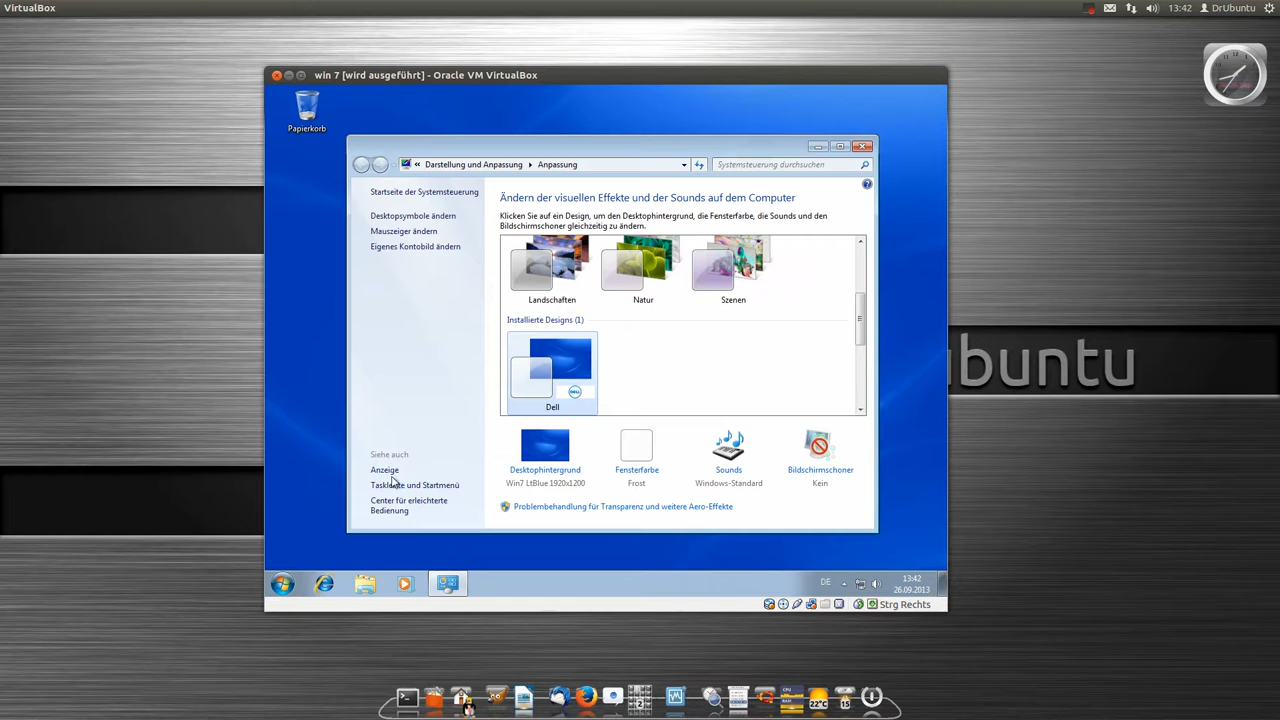 VirtualBox
13:42
DrUbuntu
win 7 [wird ausgeführt] - Oracle VM VirtualBox
Papierkorb
« Darstellung und Anpassung Anpassung
Systemsteuerung durchsuchen
Startseite der Systemsteuerung
Desktopsymbole ändern
Mauszeiger ändern
Eigenes Kontobild ändern
Ändern der visuellen Effekte und der Sounds auf dem Computer
Klicken Sie auf ein Design, um den Desktophintergrund, die Fensterfarbe, die Sounds und den
Bildschirmschoner gleichzeitig zu ändern.
Landschaften
Natur
Szenen
Installierte Designs (1)
DELL
Dell
Siehe auch
Anzeige
Taskleiste und Startmenü
Center für erleichterte
Bedienung
Desktophintergrund
Win7 LtBlue 1920x1200
Fensterfarbe
Frost
Sounds
Windows-Standard
Bildschirmschoner
Kein
Problembehandlung für Transparenz und weitere Aero-Effekte
DE
13:42
26.09.2013
Strg Rechts
ubuntu
2
CPU
RAM
22°C
15